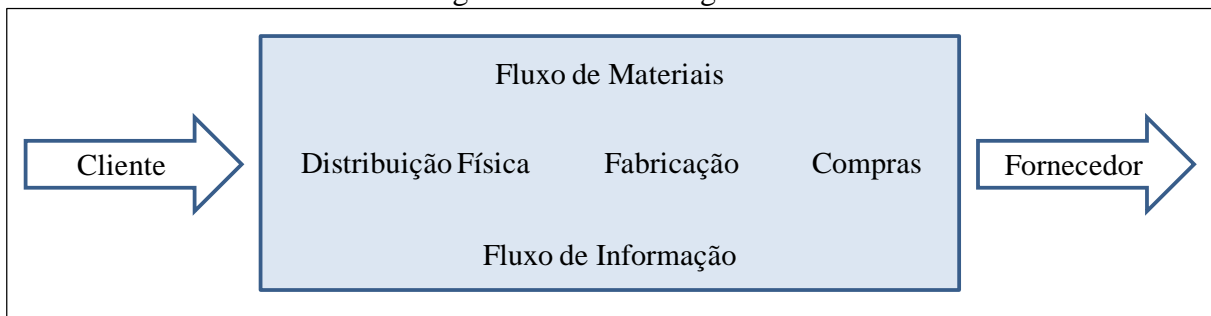 Fluxo de Materiais
Cliente Distribuição Física Fabricação Compras Fornecedor
Fluxo de Informação